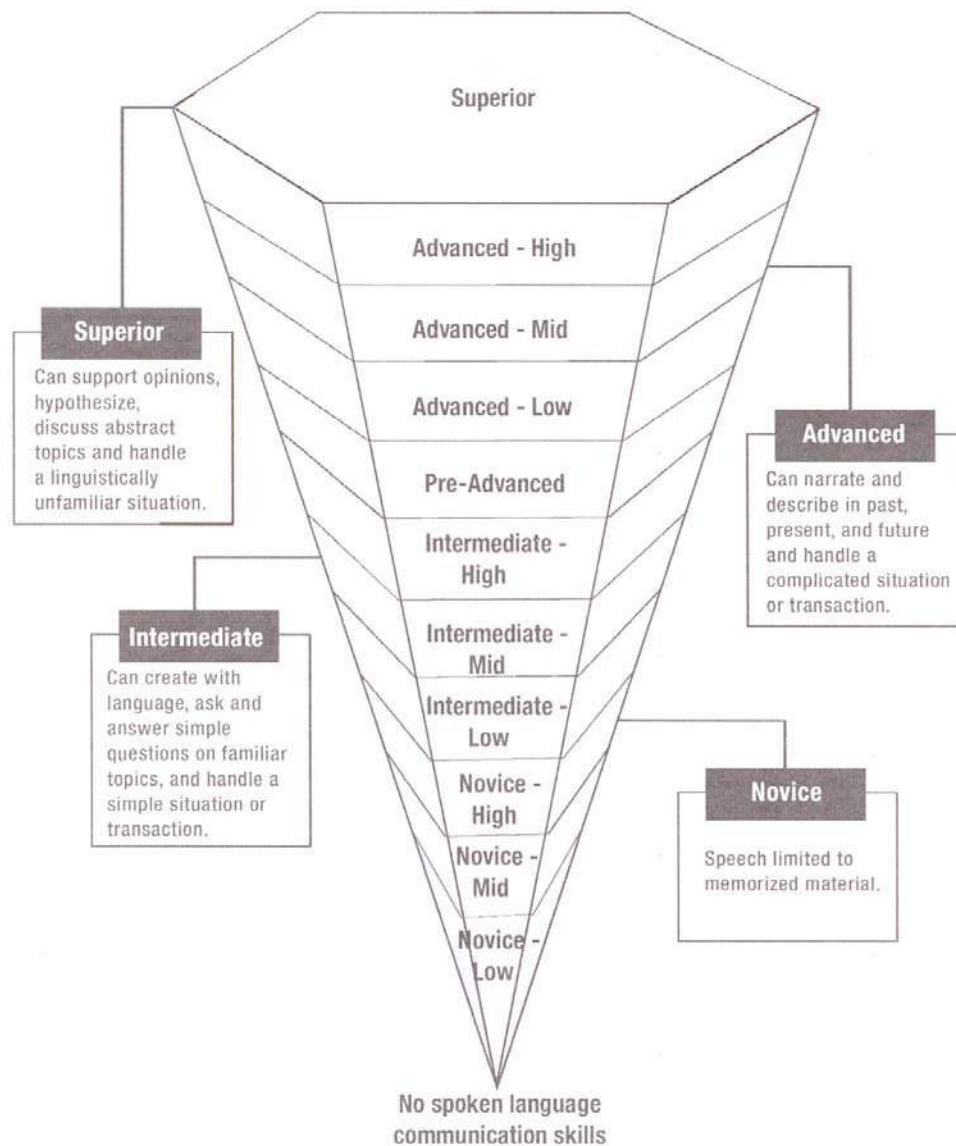 Superior
Advanced - High
Advanced - Mid
Advanced - Low
Pre-Advanced
Intermediate -
High
Intermediate -
Mid
Intermediate -
Low
Novice -
High
Novice -
Mid
Novice -
Low
No spoken language
communication skills
Superior
Can support opinions,
hypothesize,
discuss abstract
topics and handle
a linguistically
unfamiliar situation.
Advanced
Can narrate and
describe in past,
present, and future
and handle a
complicated situation
or transaction.
Intermediate
Can create with
language, ask and
answer simple
questions on familiar
topics, and handle a
simple situation or
transaction.
Novice
Speech limited to
memorized material.